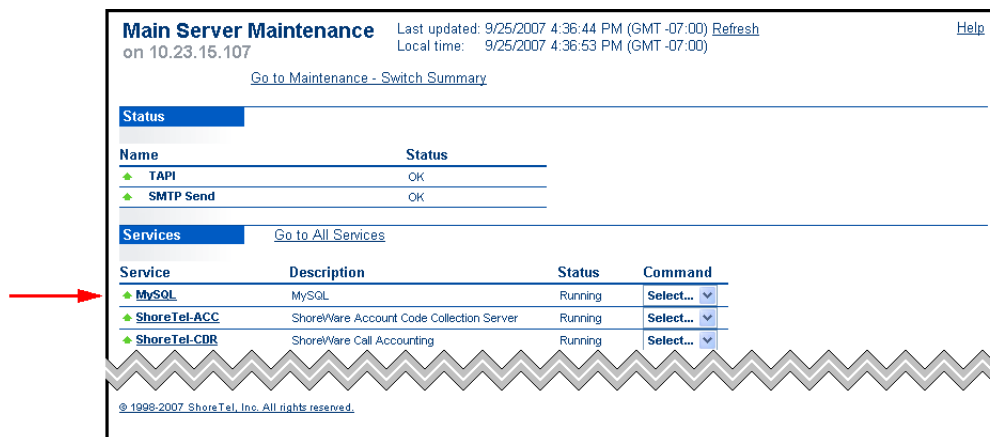 Main Server Maintenance
on 10.23.15.107
Last updated: 9/25/2007 4:36:44 PM (GMT -07:00) Refresh
Local time: 9/25/2007 4:36:53 PM (GMT -07:00)
Help
Go to Maintenance - Switch Summary
Status
Name Status
TAPI OK
SMTP Send OK
Services Go to All Services
Service Description Status Command
MySQL MySQL Running Select...
ShoreTel-ACC ShoreWare Account Code Collection Server Running Select...
ShoreTel-CDR ShoreWare Call Accounting Running Select...
© 1998-2007 ShoreTel, Inc. All rights reserved.